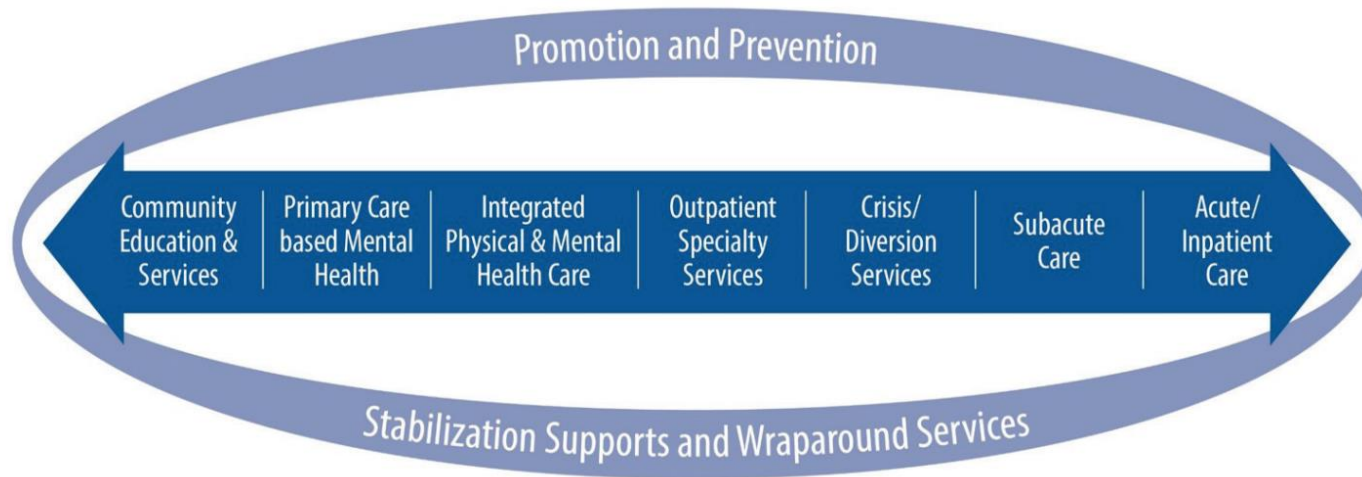 Promotion and Prevention
Community
Education &
Services
Primary Care
based Mental
Health
Integrated
Physical & Mental
Health Care
Outpatient
Specialty
Services
Crisis/
Diversion
Services
Subacute
Care
Acute/
Inpatient
Care
Stabilization Supports and Wraparound Services